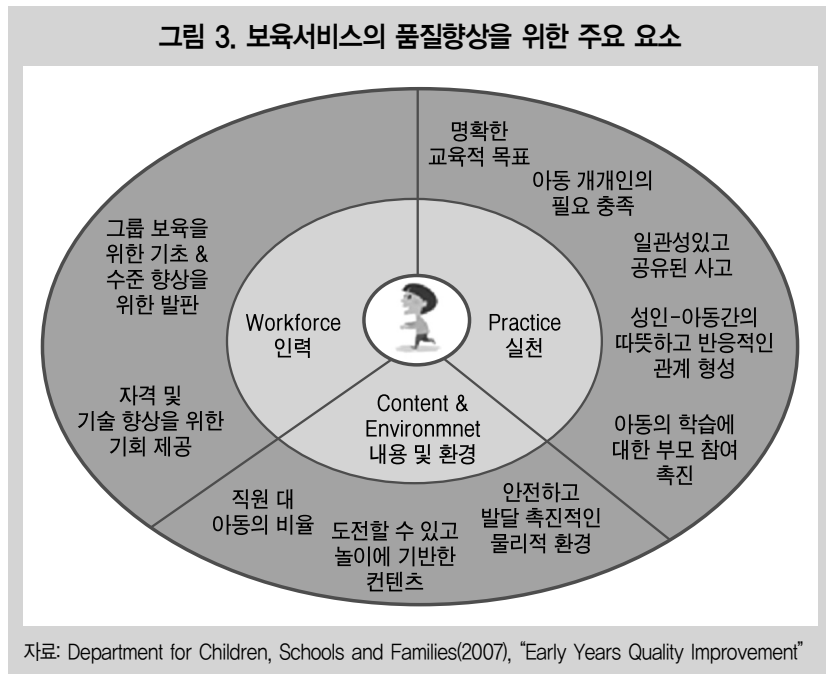 그림 3. 보육서비스의 품질향상을 위한 주요 요소
명확한
교육적 목표
아동 개개인의
필요 충족
일관성있고
공유된 사고
성인-아동간의
따뜻하고 반응적인
관계 형성
아동의 학습에
대한 부모 참여
촉진
그룹 보육을
위한 기초 &
수준 향상을
위한 발판
자격 및
기술 향상을 위한
기회 제공
Workforce
인력
Practice
실천
Content &
Environmnet
내용 및 환경
직원 대
아동의 비율
도전할 수 있고
놀이에 기반한
컨텐츠
안전하고
발달 촉진적인
물리적 환경
자료: Department for Children, Schools and Families(2007), “Early Years Quality Improvement”